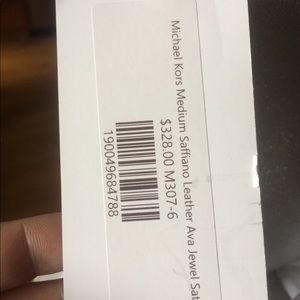 Michael Kors Medium Saffiano Leather Ava Jewel Sat
$328.00 M307-6
190049684788